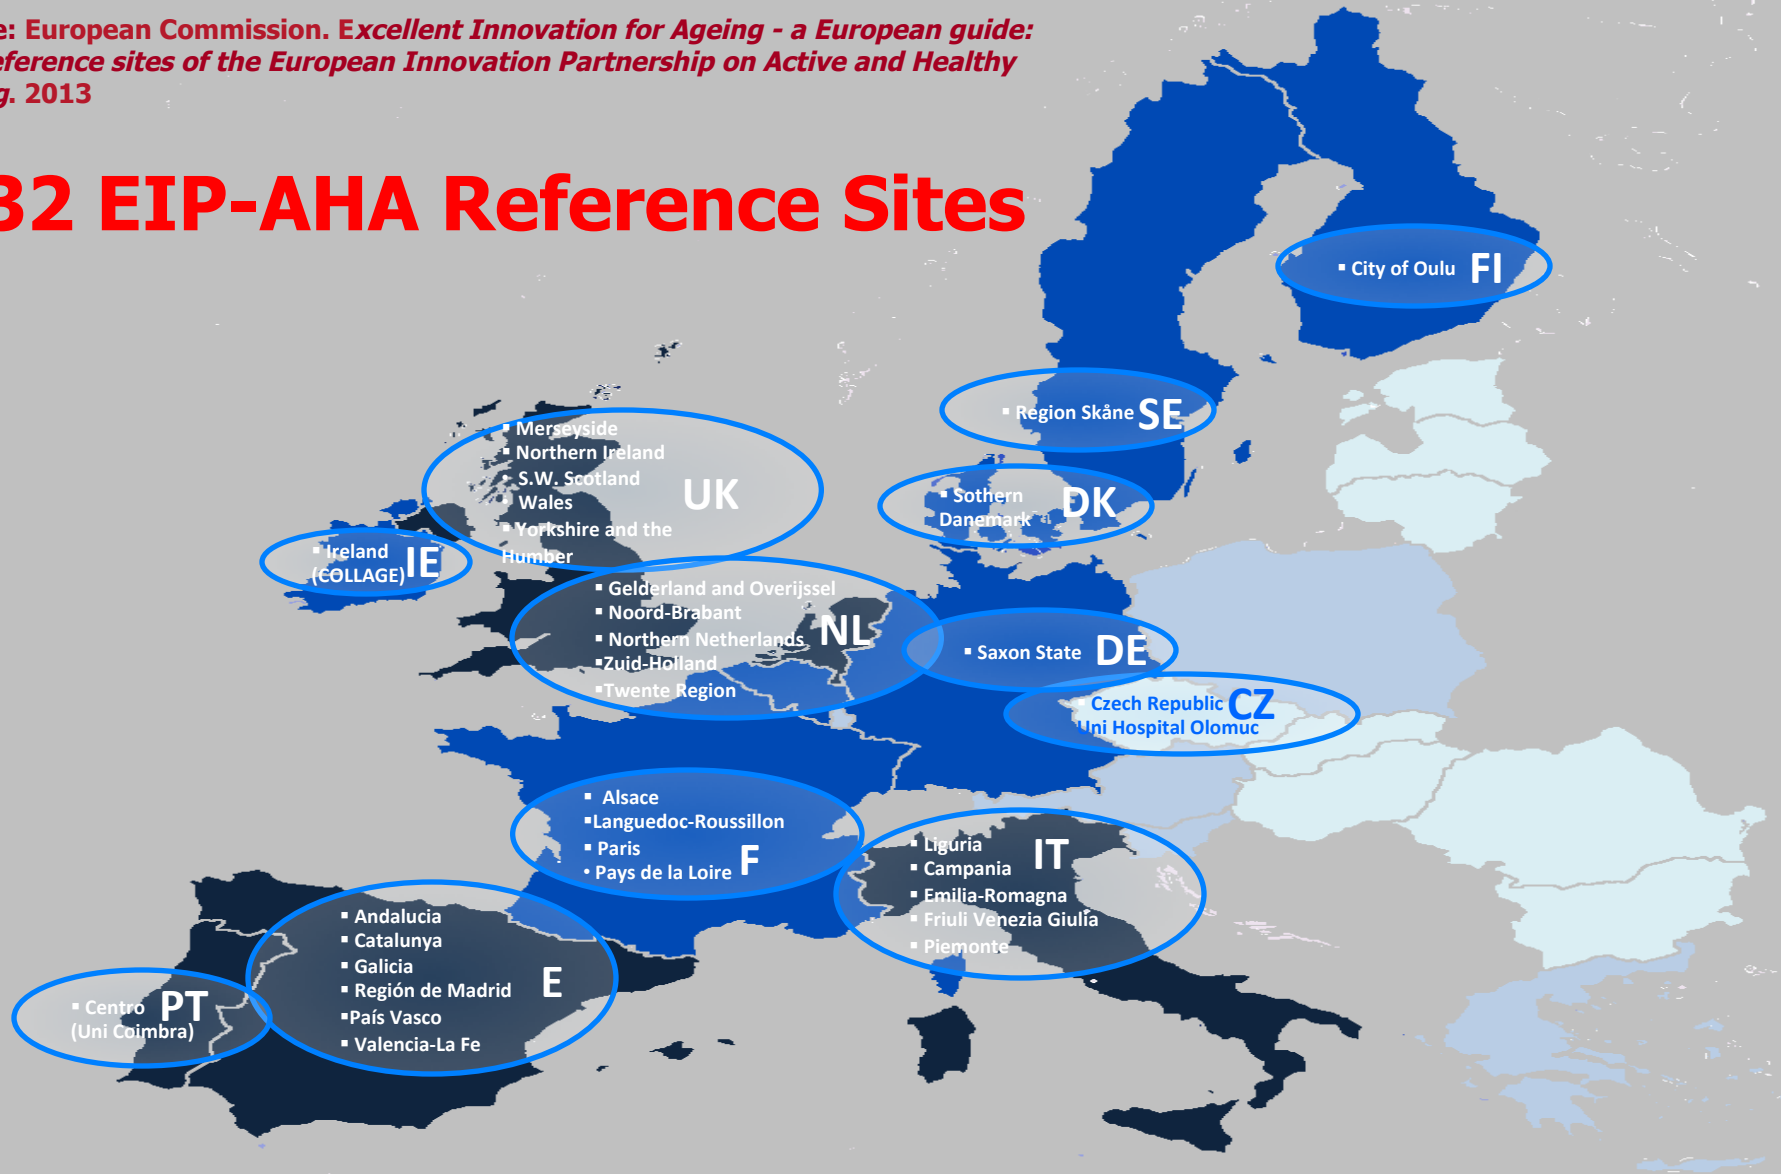 e: European Commission. Excellent Innovation for Ageing - a European guide:
eference sites of the European Innovation Partnership on Active and Healthy
g. 2013
32 EIP-AHA Reference Sites
▪ City of Oulu FI
▪ Region Skåne SE
▪ Merseyside
▪ Northern Ireland
• S.W. Scotland
• Wales
▪ Yorkshire and the
Humber
UK
▪ Sothern
Danemark
DK
▪ Ireland
(COLLAGE)
IE
▪ Gelderland and Overijssel
▪ Noord-Brabant
▪ Northern Netherlands
▪Zuid-Holland
▪Twente Region
NL
▪ Saxon State DE
▪ Czech Republic
Uni Hospital Olomuc
CZ
▪ Alsace
▪Languedoc-Roussillon
▪ Paris
• Pays de la Loire
F
▪ Liguria
▪ Campania
▪ Emilia-Romagna
▪ Friuli Venezia Giulia
▪ Piemonte
IT
▪ Andalucia
▪ Catalunya
▪ Galicia
▪ Región de Madrid
▪País Vasco
▪ Valencia-La Fe
E
▪ Centro
(Uni Coimbra)
PT